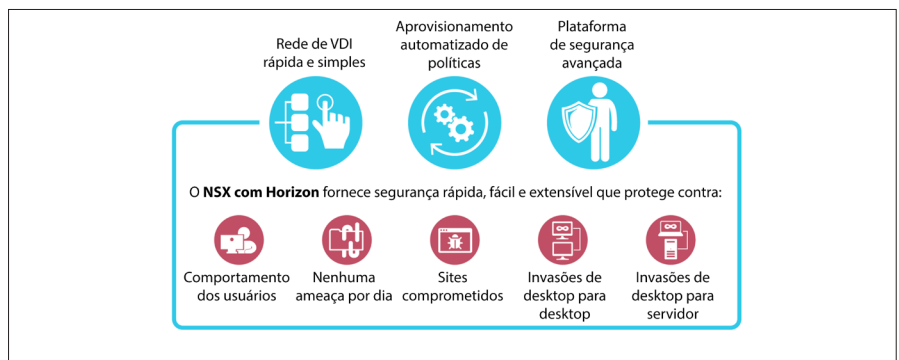 Rede de VDI
rápida e simples
Aprovisionamento
automatizado de
políticas
Plataforma
de segurança
avançada
O NSX com Horizon fornece segurança rápida, fácil e extensível que protege contra:
Comportamento
dos usuários
Nenhuma
ameaça por dia
Sites
comprometidos
Invasões de
desktop para
desktop
Invasões de
desktop para
servidor